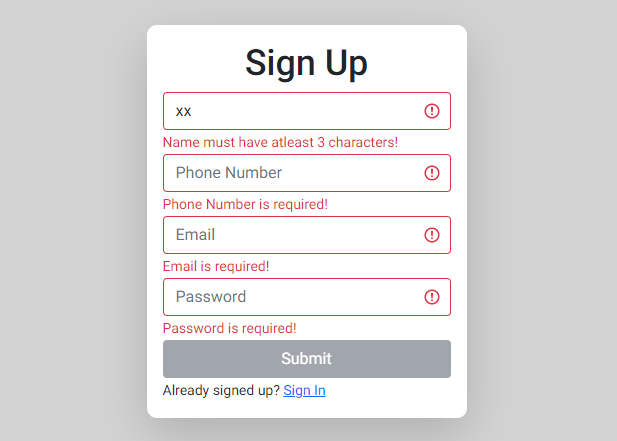 Sign Up
xx
Name must have atleast 3 characters!
Phone Number
Phone Number is required!
Email
Email is required!
Password
Password is required!
Submit
Already signed up? Sign In